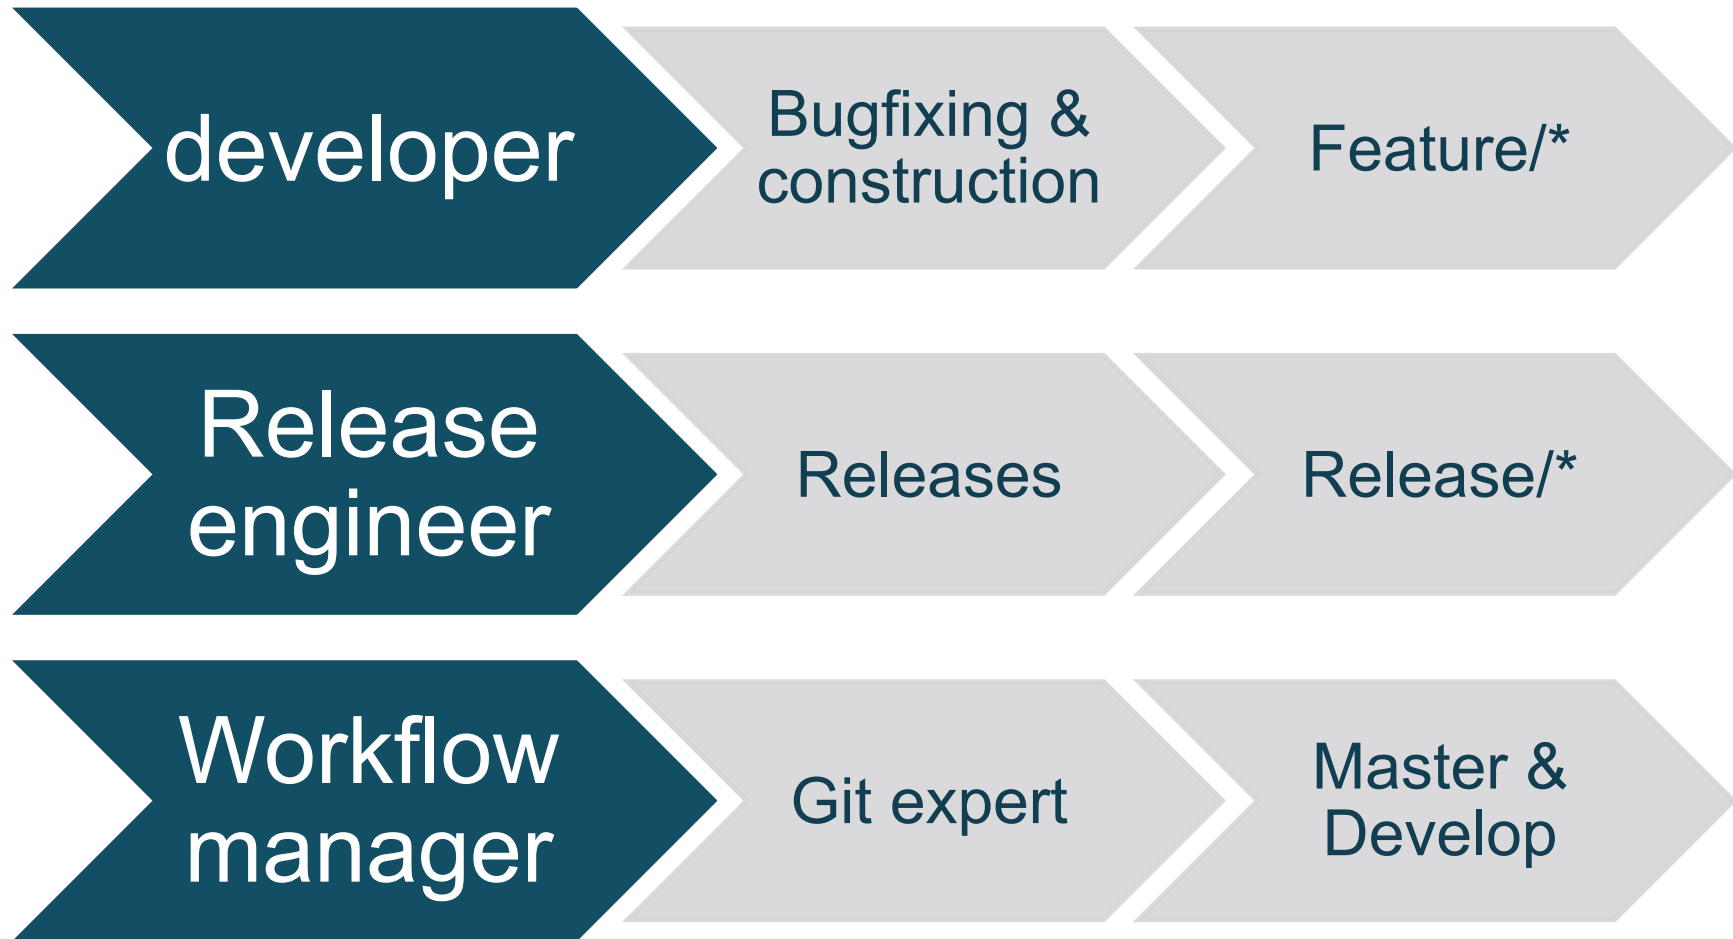 developer
Bugfixing &
construction
Feature/*
Release
engineer
Releases
Release/*
Workflow
manager
Git expert
Master &
Develop